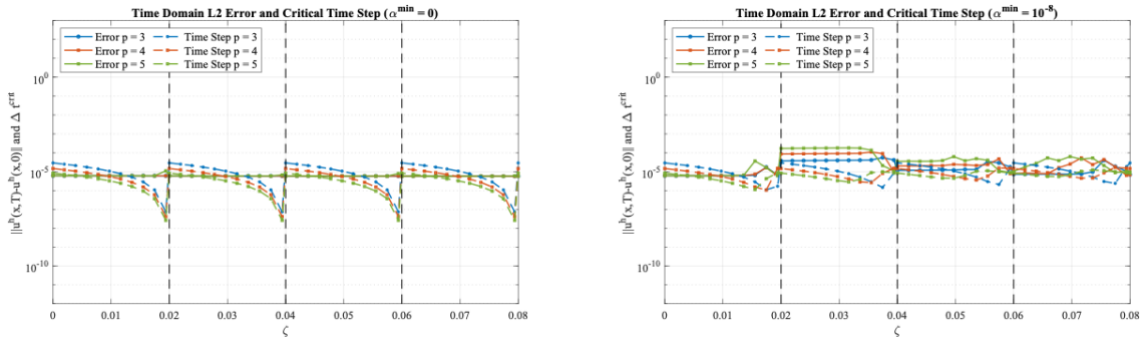 Time Domain L2 Error and Critical Time Step (α^min = 0)
Error p = 3 Time Step p = 3
Error p = 4 Time Step p = 4
Error p = 5 Time Step p = 5
10^0
10^-5
10^-10
||u^h(x,T)-u^h(x,0)|| and Δ t^crit
0 0.01 0.02 0.03 0.04 0.05 0.06 0.07 0.08
ζ
Time Domain L2 Error and Critical Time Step (α^min = 10^-8)
Error p = 3 Time Step p = 3
Error p = 4 Time Step p = 4
Error p = 5 Time Step p = 5
10^0
10^-5
10^-10
||u^h(x,T)-u^h(x,0)|| and Δ t^crit
0 0.01 0.02 0.03 0.04 0.05 0.06 0.07 0.08
ζ